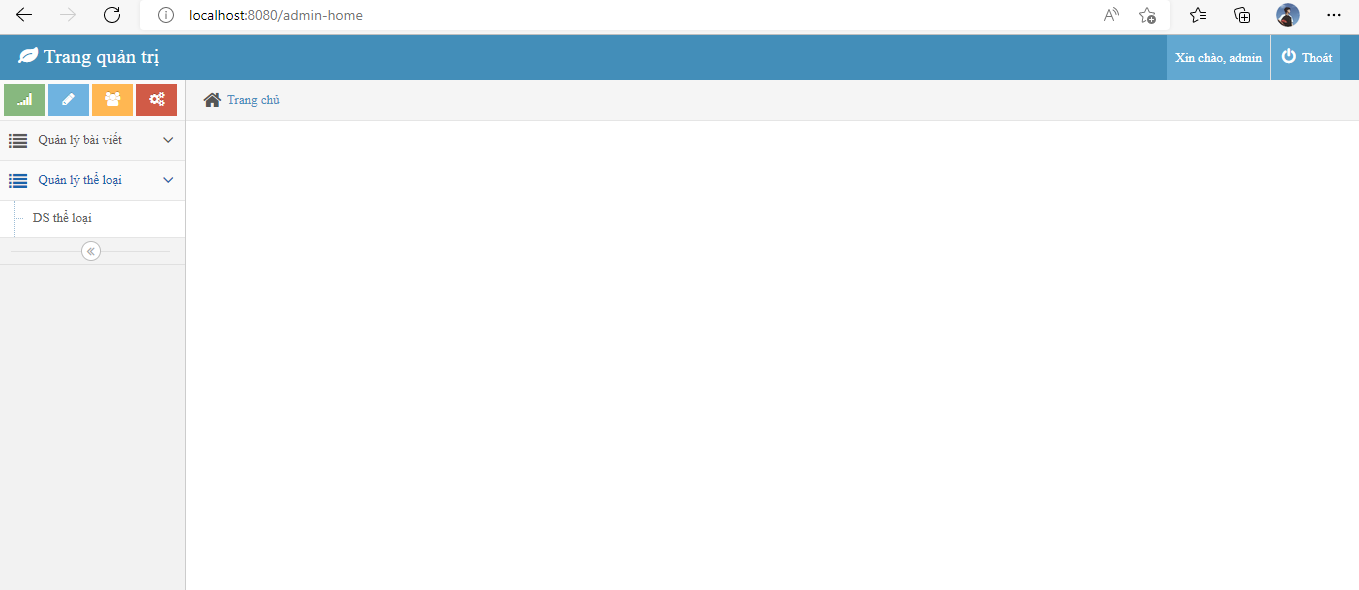 localhost:8080/admin-home
Trang quản trị
Xin chào, admin
Thoát
Trang chủ
Quản lý bài viết
Quản lý thể loại
DS thể loại